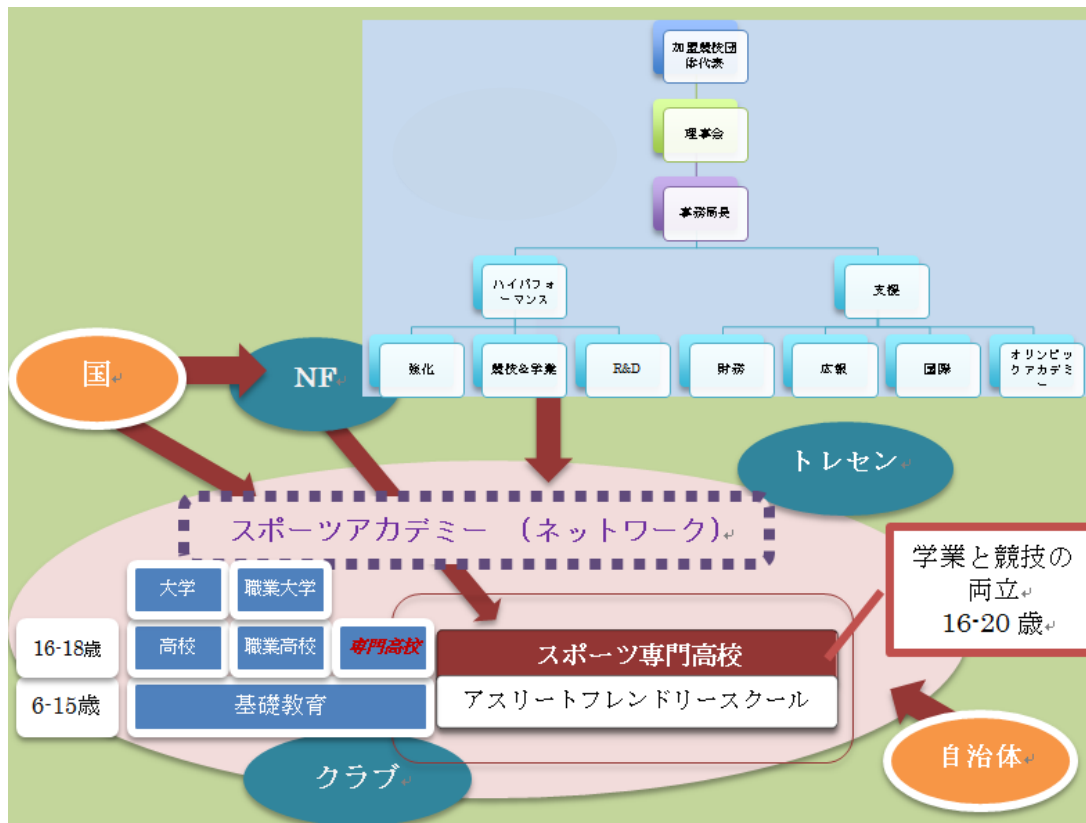 加盟競技団
体代表
理事会
事務局長
ハイパフォ
ーマンス
支援
強化
競技&学業
R&D
財務
広報
国際
オリンピッ
クアカデミ
ー
国
NF
トレセン
スポーツアカデミー （ネットワーク）
学業と競技の
両立
16-20 歳
大学
職業大学
16-18歳
高校
職業高校
専門高校
スポーツ専門高校
6-15歳
基礎教育
アスリートフレンドリースクール
クラブ
自治体